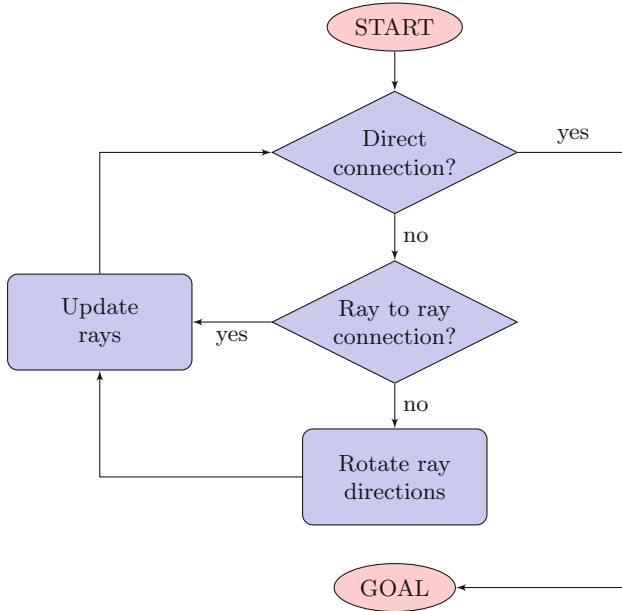 START
Direct
connection?
yes
no
Update
rays
Ray to ray
connection?
yes
no
Rotate ray
directions
GOAL